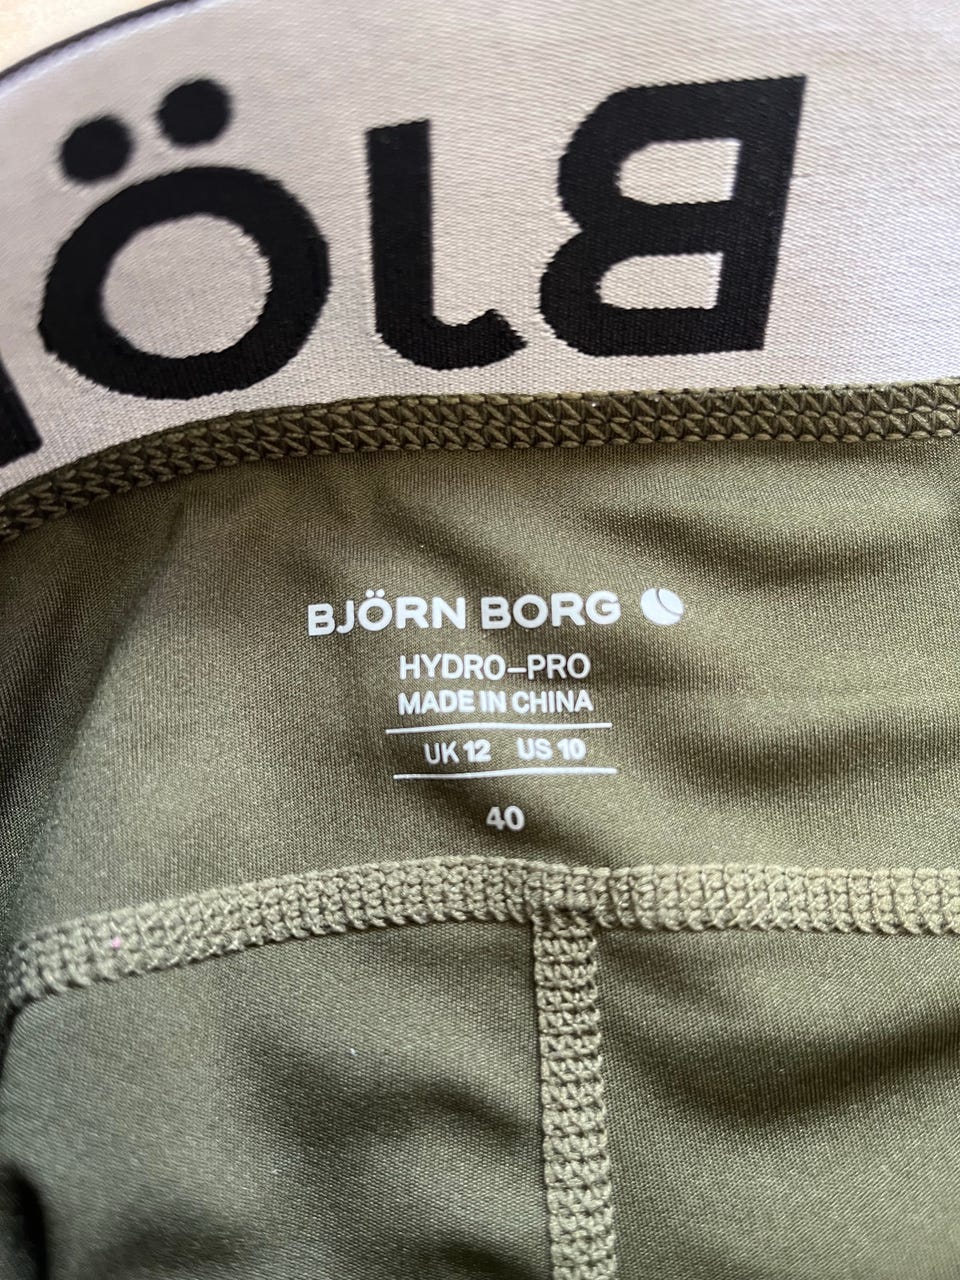 BJÖ
BJÖRN BORG
HYDRO-PRO
MADE IN CHINA
UK 12 US 10
40